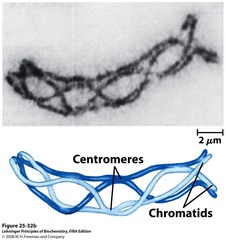 2 μm
Centromeres
Chromatids
Figure 25-32b
Lehninger Principles of Biochemistry, Fifth Edition
© 2008 W. H. Freeman and Company